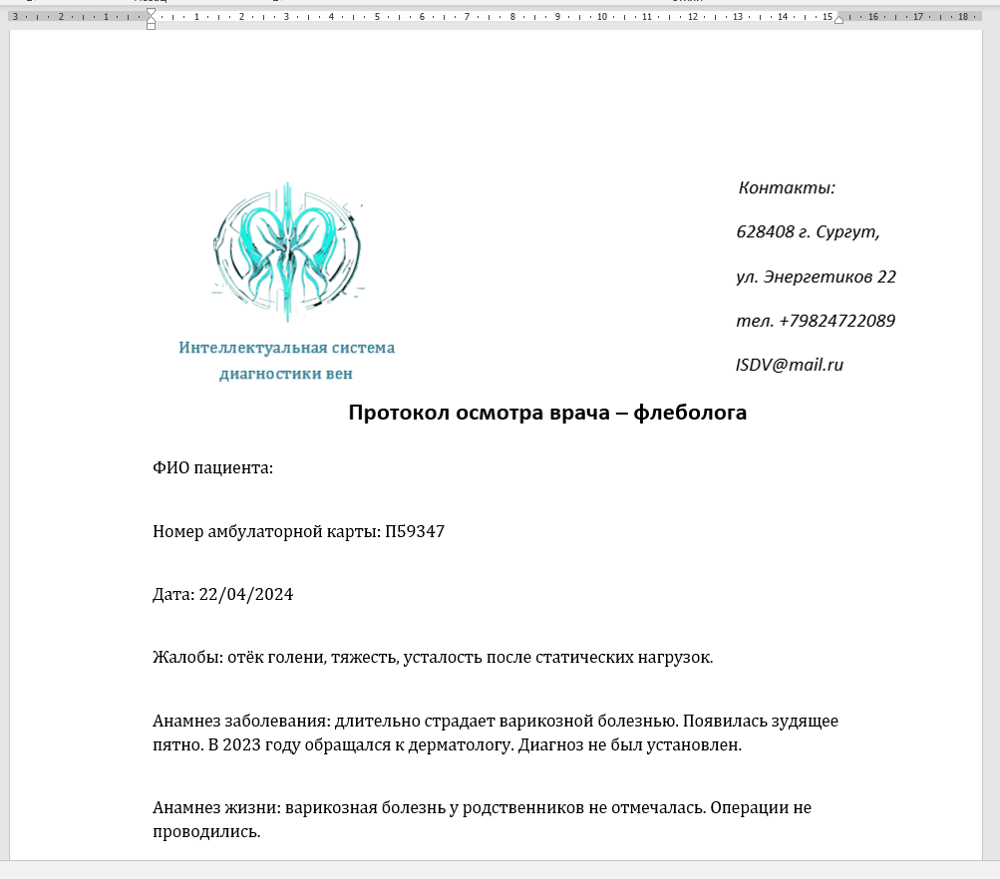 3 2 1 1 2 3 4 5 6 7 8 9 10 11 12 13 14 15 16 17 18
Контакты:
628408 г. Сургут,
ул. Энергетиков 22
тел. +79824722089
ISDV@mail.ru
Интеллектуальная система
диагностики вен
Протокол осмотра врача – флеболога
ФИО пациента:
Номер амбулаторной карты: П59347
Дата: 22/04/2024
Жалобы: отёк голени, тяжесть, усталость после статических нагрузок.
Анамнез заболевания: длительно страдает варикозной болезнью. Появилась зудящее
пятно. В 2023 году обращался к дерматологу. Диагноз не был установлен.
Анамнез жизни: варикозная болезнь у родственников не отмечалась. Операции не
проводились.